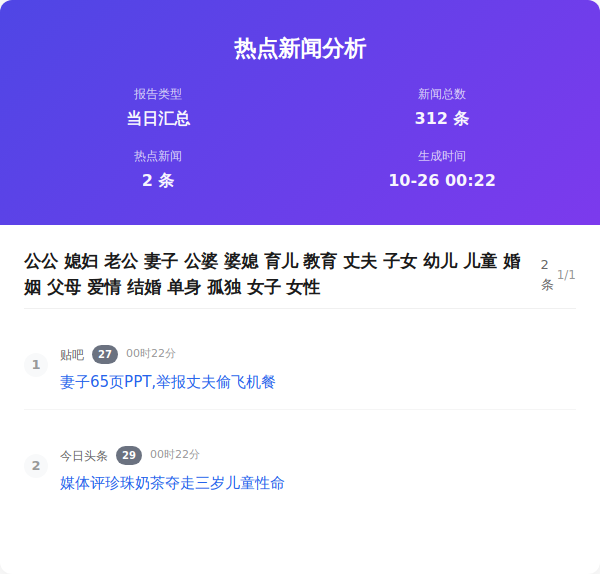 热点新闻分析
报告类型
新闻总数
当日汇总
312 条
热点新闻
生成时间
2 条
10-26 00:22
公公 媳妇 老公 妻子 公婆 婆媳 育儿 教育 丈夫 子女 幼儿 儿童 婚
姻 父母 爱情 结婚 单身 孤独 女子 女性
2
条
1/1
1
贴吧 27 00时22分
妻子65页PPT,举报丈夫偷飞机餐
2
今日头条 29 00时22分
媒体评珍珠奶茶夺走三岁儿童性命